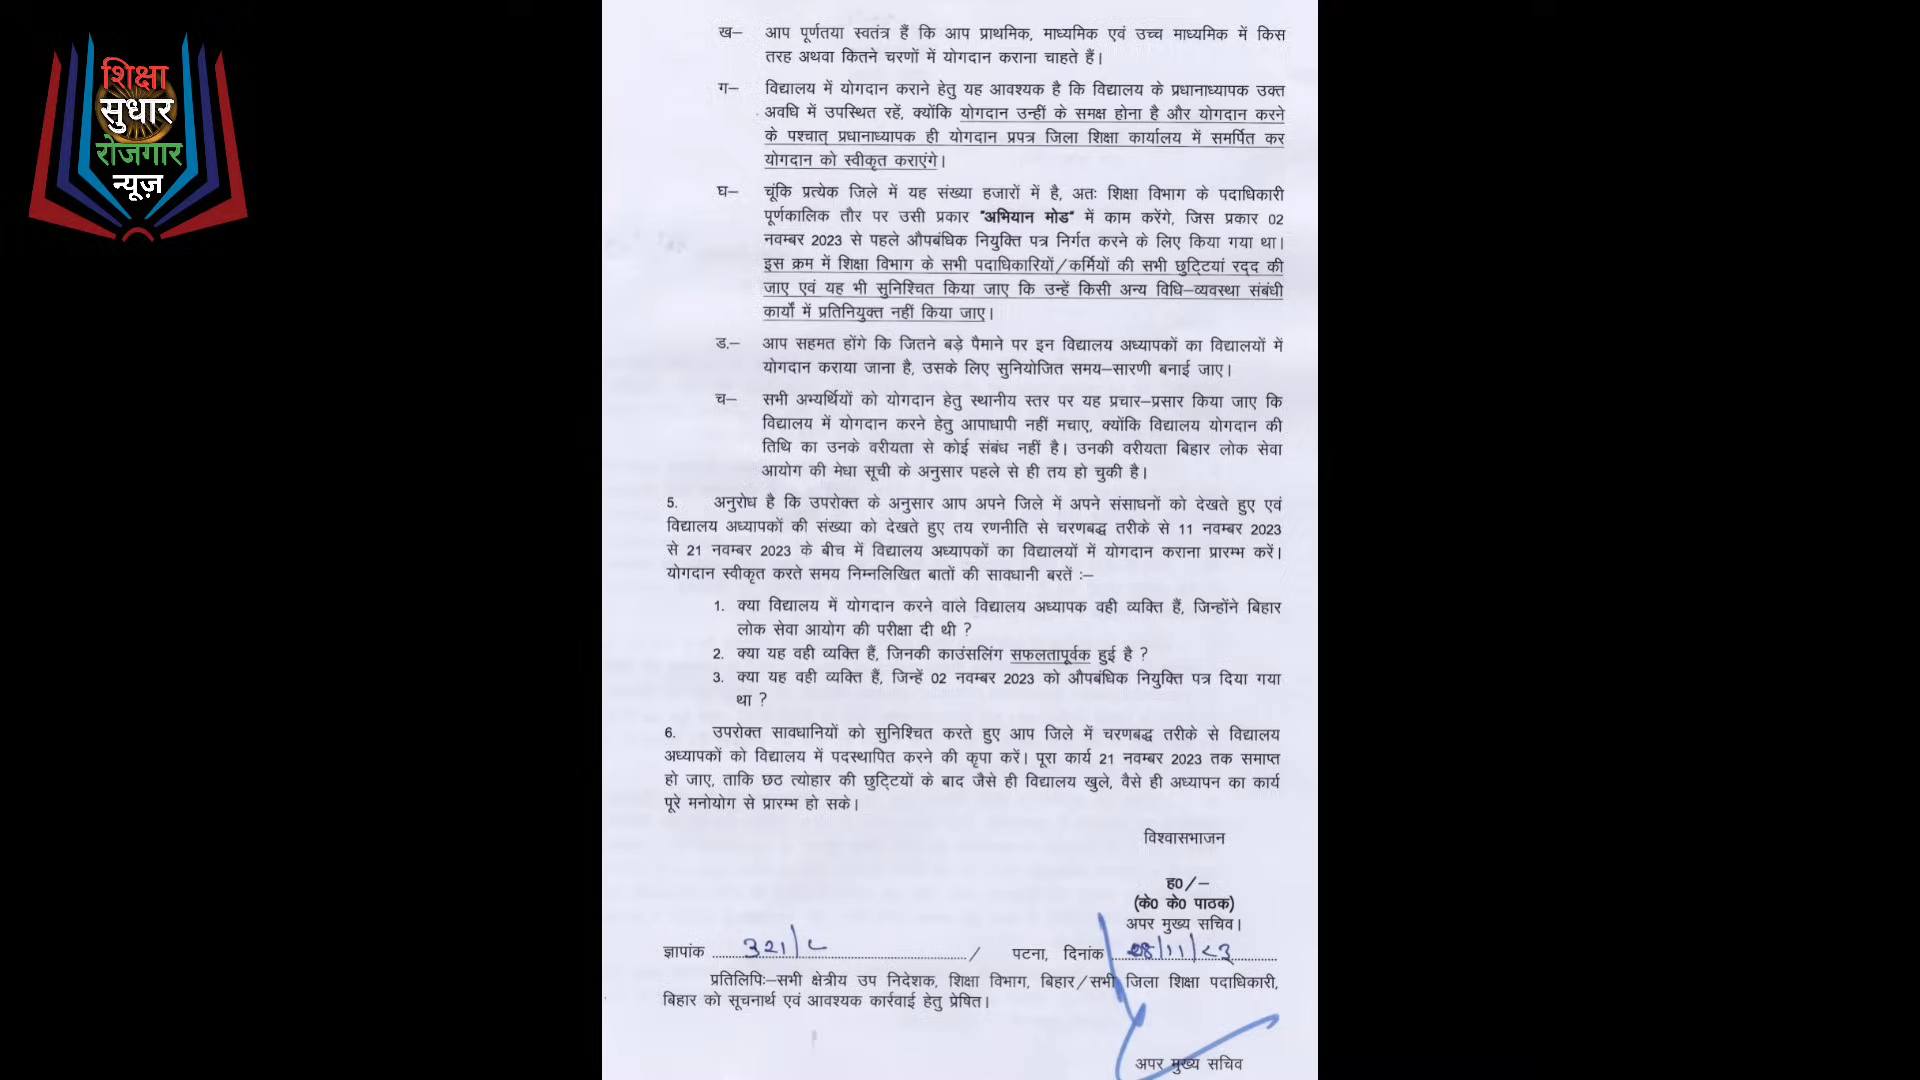 शिक्षा
सुधार
रोजगार
न्यूज़
ख– आप पूर्णतया स्वतंत्र हैं कि आप प्राथमिक, माध्यमिक एवं उच्च माध्यमिक में किस
तरह अथवा कितने चरणों में योगदान कराना चाहते हैं।
ग– विद्यालय में योगदान कराने हेतु यह आवश्यक है कि विद्यालय के प्रधानाध्यापक उक्त
अवधि में उपस्थित रहें, क्योंकि योगदान उन्हीं के समक्ष होना है और योगदान करने
के पश्चात् प्रधानाध्यापक ही योगदान प्रपत्र जिला शिक्षा कार्यालय में समर्पित कर
योगदान को स्वीकृत कराएंगे।
घ– चूंकि प्रत्येक जिले में यह संख्या हजारों में है, अतः शिक्षा विभाग के पदाधिकारी
पूर्णकालिक तौर पर उसी प्रकार "अभियान मोड" में काम करेंगे, जिस प्रकार 02
नवम्बर 2023 से पहले औपबंधिक नियुक्ति पत्र निर्गत करने के लिए किया गया था।
इस क्रम में शिक्षा विभाग के सभी पदाधिकारियों/कर्मियों की सभी छुट्टियां रद्द की
जाए एवं यह भी सुनिश्चित किया जाए कि उन्हें किसी अन्य विधि–व्यवस्था संबंधी
कार्यों में प्रतिनियुक्त नहीं किया जाए।
ड.– आप सहमत होंगे कि जितने बड़े पैमाने पर इन विद्यालय अध्यापकों का विद्यालयों में
योगदान कराया जाना है, उसके लिए सुनियोजित समय–सारणी बनाई जाए।
च– सभी अभ्यर्थियों को योगदान हेतु स्थानीय स्तर पर यह प्रचार–प्रसार किया जाए कि
विद्यालय में योगदान करने हेतु आपाधापी नहीं मचाए, क्योंकि विद्यालय योगदान की
तिथि का उनके वरीयता से कोई संबंध नहीं है। उनकी वरीयता बिहार लोक सेवा
आयोग की मेधा सूची के अनुसार पहले से ही तय हो चुकी है।
5. अनुरोध है कि उपरोक्त के अनुसार आप अपने जिले में अपने संसाधनों को देखते हुए एवं
विद्यालय अध्यापकों की संख्या को देखते हुए तय रणनीति से चरणबद्ध तरीके से 11 नवम्बर 2023
से 21 नवम्बर 2023 के बीच में विद्यालय अध्यापकों का विद्यालयों में योगदान कराना प्रारम्भ करें।
योगदान स्वीकृत करते समय निम्नलिखित बातों की सावधानी बरतें :–
1. क्या विद्यालय में योगदान करने वाले विद्यालय अध्यापक वही व्यक्ति हैं, जिन्होंने बिहार
लोक सेवा आयोग की परीक्षा दी थी ?
2. क्या यह वही व्यक्ति हैं, जिनकी काउंसलिंग सफलतापूर्वक हुई है ?
3. क्या यह वही व्यक्ति हैं, जिन्हें 02 नवम्बर 2023 को औपबंधिक नियुक्ति पत्र दिया गया
था ?
6. उपरोक्त सावधानियों को सुनिश्चित करते हुए आप जिले में चरणबद्ध तरीके से विद्यालय
अध्यापकों को विद्यालय में पदस्थापित करने की कृपा करें। पूरा कार्य 21 नवम्बर 2023 तक समाप्त
हो जाए, ताकि छठ त्योहार की छुट्टियों के बाद जैसे ही विद्यालय खुले, वैसे ही अध्यापन का कार्य
पूरे मनोयोग से प्रारम्भ हो सके।
विश्वासभाजन
ह0/–
(के0 के0 पाठक)
अपर मुख्य सचिव।
ज्ञापांक 321/C / पटना, दिनांक
प्रतिलिपिः–सभी क्षेत्रीय उप निदेशक, शिक्षा विभाग, बिहार/सभी जिला शिक्षा पदाधिकारी,
बिहार को सूचनार्थ एवं आवश्यक कार्रवाई हेतु प्रेषित।
अपर मुख्य सचिव